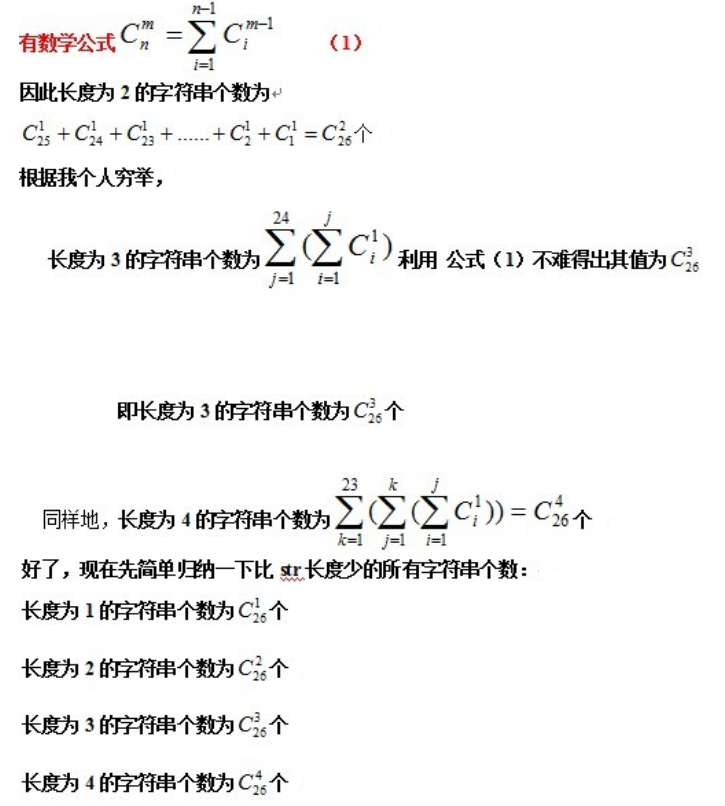 有数学公式 $C_n^m = \sum_{i=1}^{n-1} C_i^{m-1}$ （1）
因此长度为 2 的字符串个数为↵
$C_{25}^1 + C_{24}^1 + C_{23}^1 + ...... + C_2^1 + C_1^1 = C_{26}^2$ 个
根据我个人穷举，
长度为 3 的字符串个数为 $\sum_{j=1}^{24} (\sum_{i=1}^{j} C_i^1)$ 利用 公式（1）不难得出其值为 $C_{26}^3$
即长度为 3 的字符串个数为 $C_{26}^3$ 个
同样地，长度为 4 的字符串个数为 $\sum_{k=1}^{23} (\sum_{j=1}^{k} (\sum_{i=1}^{j} C_i^1)) = C_{26}^4$ 个
好了，现在先简单归纳一下比 str 长度少的所有字符串个数：
长度为 1 的字符串个数为 $C_{26}^1$ 个
长度为 2 的字符串个数为 $C_{26}^2$ 个
长度为 3 的字符串个数为 $C_{26}^3$ 个
长度为 4 的字符串个数为 $C_{26}^4$ 个